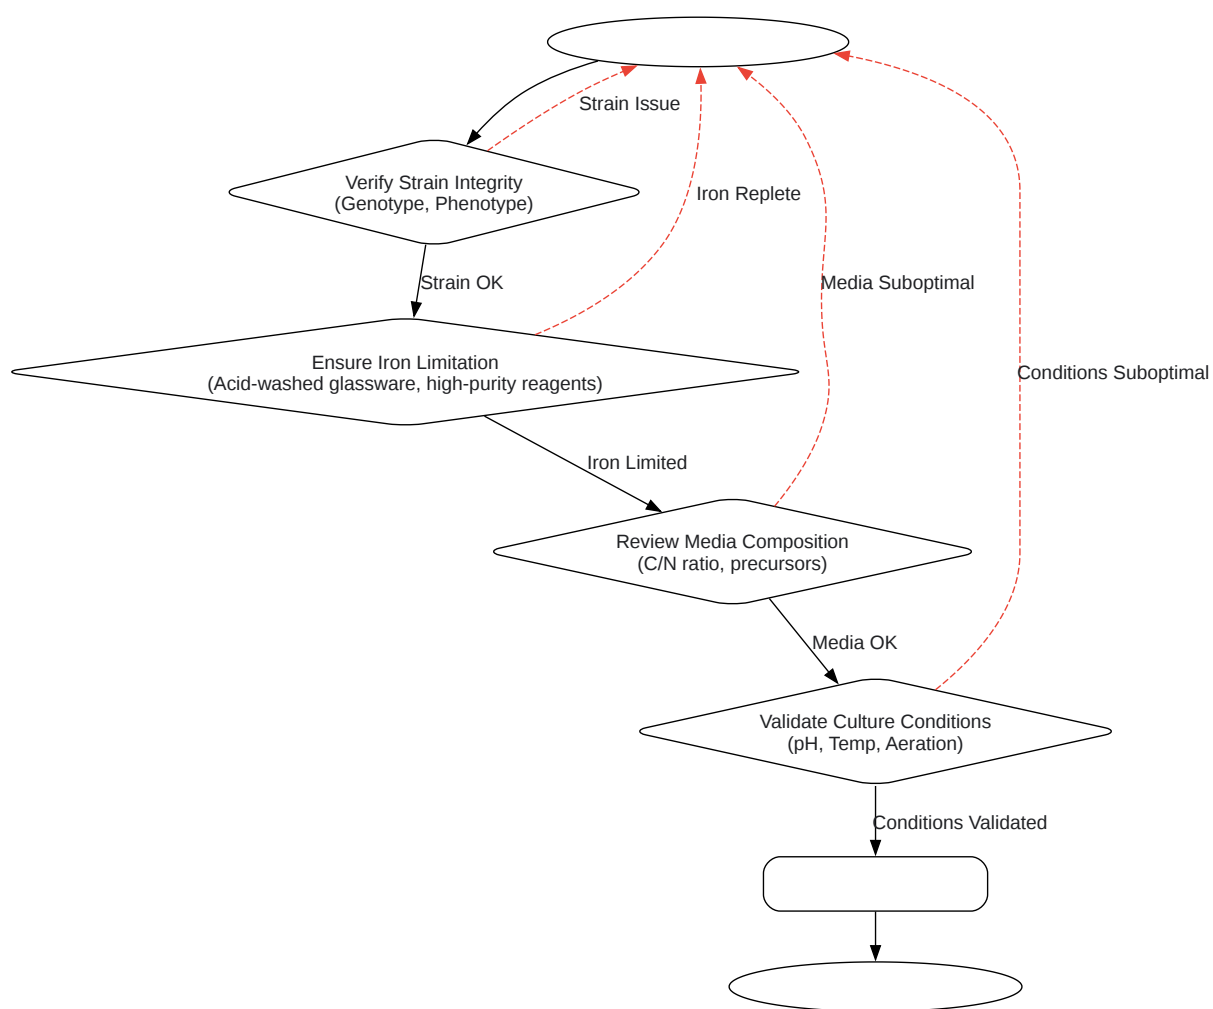 Strain Issue
Verify Strain Integrity
(Genotype, Phenotype)
Iron Replete
Strain OK
Media Suboptimal
Ensure Iron Limitation
(Acid-washed glassware, high-purity reagents)
Conditions Suboptimal
Iron Limited
Review Media Composition
(C/N ratio, precursors)
Media OK
Validate Culture Conditions
(pH, Temp, Aeration)
Conditions Validated